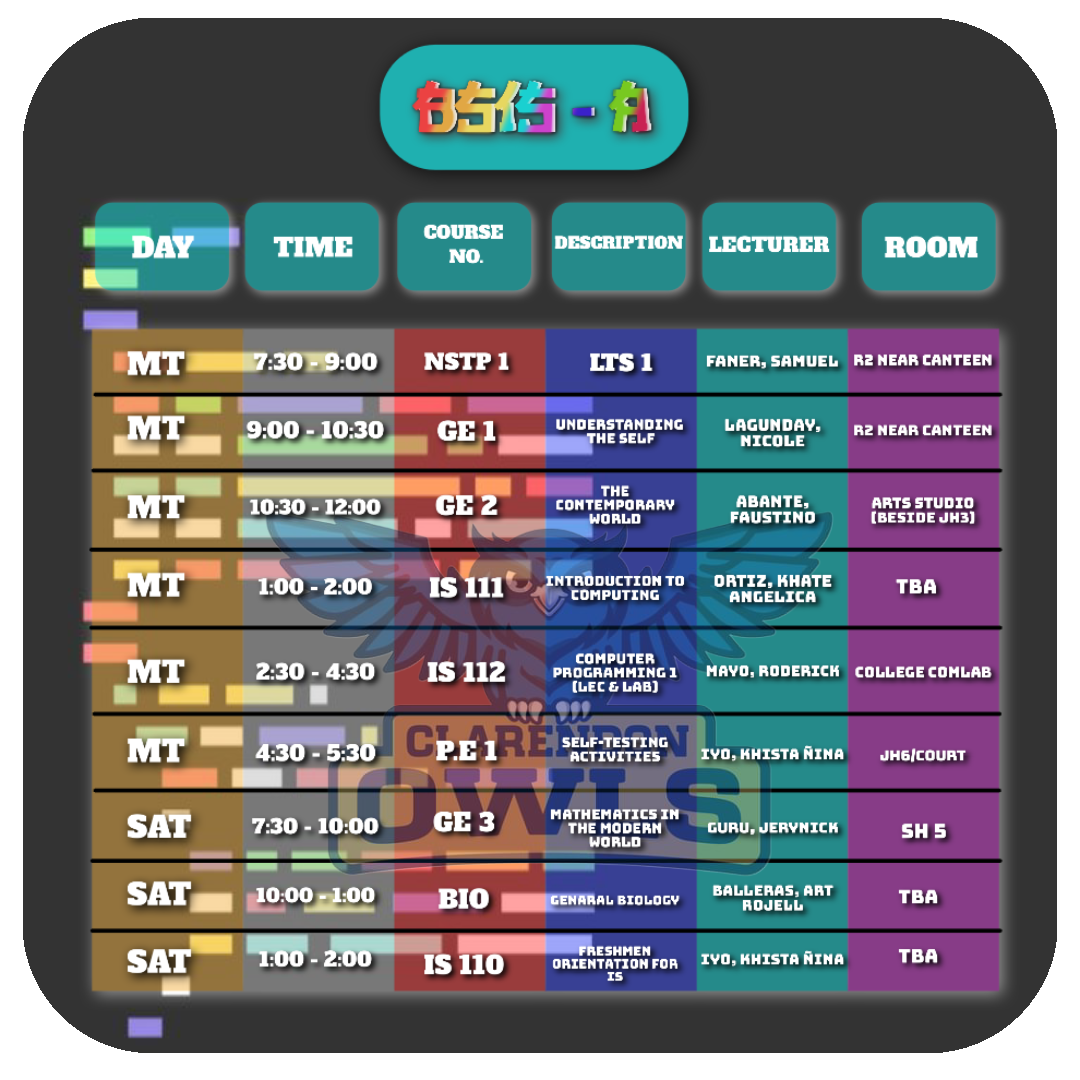 BSIS - A
DAY TIME COURSE NO. DESCRIPTION LECTURER ROOM
MT 7:30 - 9:00 NSTP 1 LTS 1 FANER, SAMUEL R2 NEAR CANTEEN
MT 9:00 - 10:30 GE 1 UNDERSTANDING THE SELF LAGUNDAY, NICOLE R2 NEAR CANTEEN
MT 10:30 - 12:00 GE 2 THE CONTEMPORARY WORLD ABANTE, FAUSTINO ARTS STUDIO (BESIDE JH3)
MT 1:00 - 2:00 IS 111 INTRODUCTION TO COMPUTING ORTIZ, KHATE ANGELICA TBA
MT 2:30 - 4:30 IS 112 COMPUTER PROGRAMMING 1 (LEC & LAB) MAYO, RODERICK COLLEGE COMLAB
MT 4:30 - 5:30 P.E 1 SELF-TESTING ACTIVITIES IYO, KHISTA ÑINA JH6/COURT
SAT 7:30 - 10:00 GE 3 MATHEMATICS IN THE MODERN WORLD GURU, JERYNICK SH 5
SAT 10:00 - 1:00 BIO GENARAL BIOLOGY BALLERAS, ART ROJELL TBA
SAT 1:00 - 2:00 IS 110 FRESHMEN ORIENTATION FOR IS IYO, KHISTA ÑINA TBA
CLARENDON
OWLS